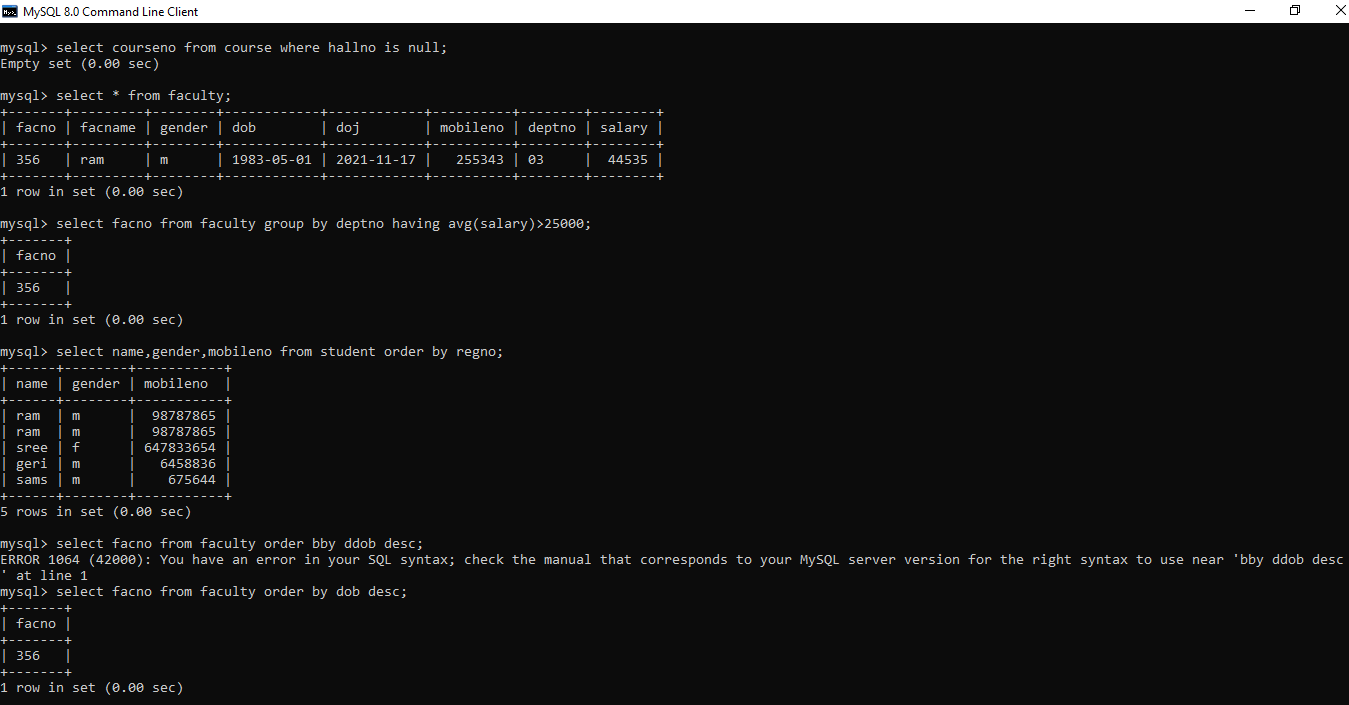 MySQL 8.0 Command Line Client
mysql> select courseno from course where hallno is null;
Empty set (0.00 sec)
mysql> select * from faculty;
+-------+---------+--------+------------+------------+----------+--------+--------+
| facno | facname | gender | dob        | doj        | mobileno | deptno | salary |
+-------+---------+--------+------------+------------+----------+--------+--------+
| 356   | ram     | m      | 1983-05-01 | 2021-11-17 |   255343 | 03     |  44535 |
+-------+---------+--------+------------+------------+----------+--------+--------+
1 row in set (0.00 sec)
mysql> select facno from faculty group by deptno having avg(salary)>25000;
+-------+
| facno |
+-------+
| 356   |
+-------+
1 row in set (0.00 sec)
mysql> select name,gender,mobileno from student order by regno;
+------+--------+-----------+
| name | gender | mobileno  |
+------+--------+-----------+
| ram  | m      |  98787865 |
| ram  | m      |  98787865 |
| sree | f      | 647833654 |
| geri | m      |   6458836 |
| sams | m      |    675644 |
+------+--------+-----------+
5 rows in set (0.00 sec)
mysql> select facno from faculty order bby ddob desc;
ERROR 1064 (42000): You have an error in your SQL syntax; check the manual that corresponds to your MySQL server version for the right syntax to use near 'bby ddob desc
' at line 1
mysql> select facno from faculty order by dob desc;
+-------+
| facno |
+-------+
| 356   |
+-------+
1 row in set (0.00 sec)